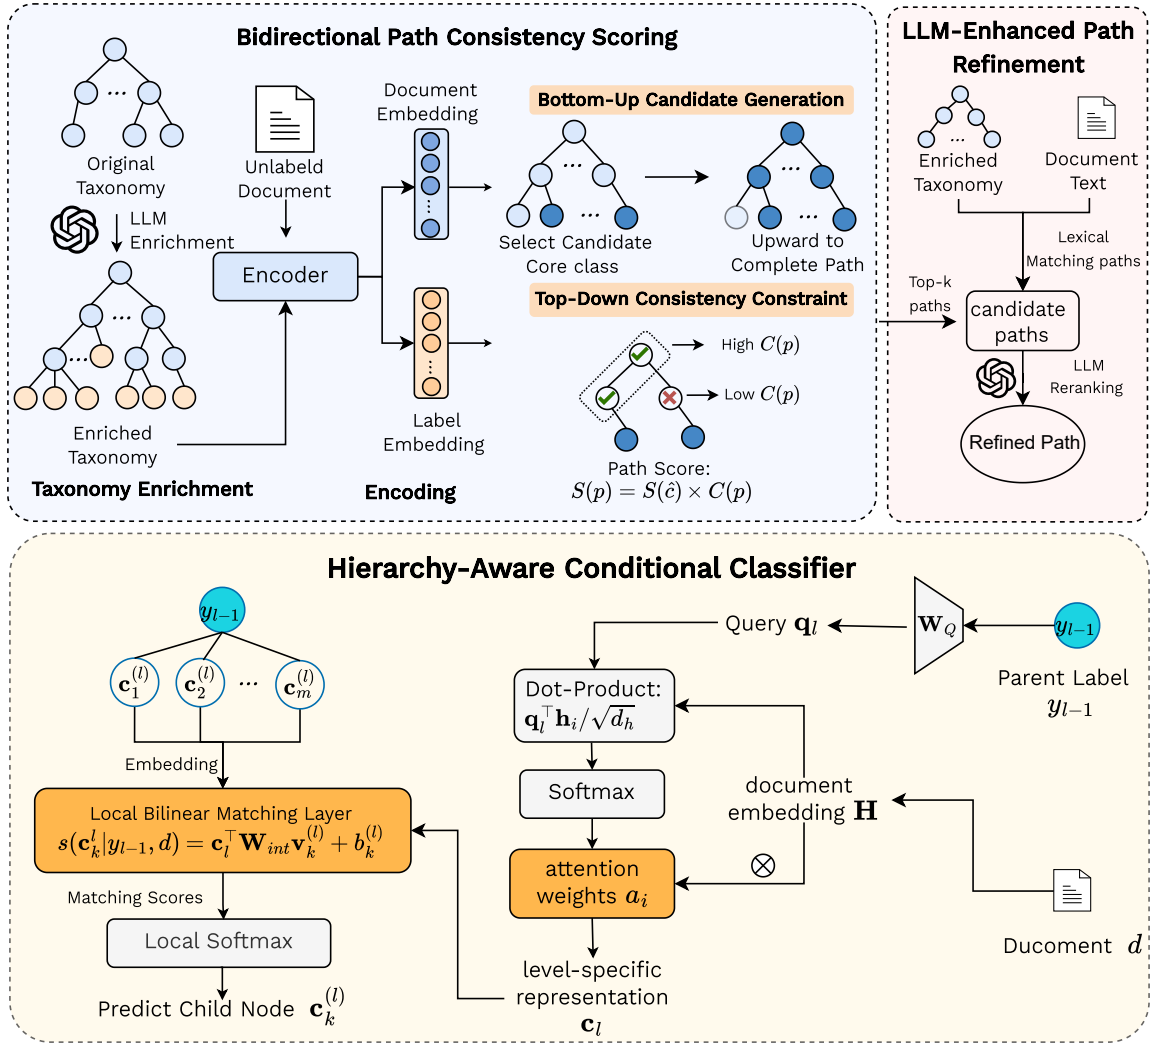 Bidirectional Path Consistency Scoring
Original
Taxonomy
LLM
Enrichment
Enriched
Taxonomy
Taxonomy Enrichment
Unlabeld
Document
Encoder
Document
Embedding
Label
Embedding
Encoding
Bottom-Up Candidate Generation
Select Candidate
Core class
Upward to
Complete Path
Top-Down Consistency Constraint
High C(p)
Low C(p)
Path Score:
S(p) = S(ĉ) × C(p)
LLM-Enhanced Path
Refinement
Enriched
Taxonomy
Document
Text
Lexical
Matching paths
Top-k
paths
candidate
paths
LLM
Reranking
Refined Path
Hierarchy-Aware Conditional Classifier
y_{l−1}
c_1^{(l)} c_2^{(l)} ... c_m^{(l)}
Embedding
Local Bilinear Matching Layer
s(c_k^l|y_{l−1}, d) = c_l^⊤ W_{int} v_k^{(l)} + b_k^{(l)}
Matching Scores
Local Softmax
Predict Child Node c_k^{(l)}
Query q_l
W_Q
y_{l−1}
Parent Label
y_{l−1}
Dot-Product:
q_l^⊤ h_i/√d_h
Softmax
attention
weights a_i
document
embedding H
level-specific
representation
c_l
Ducoment d